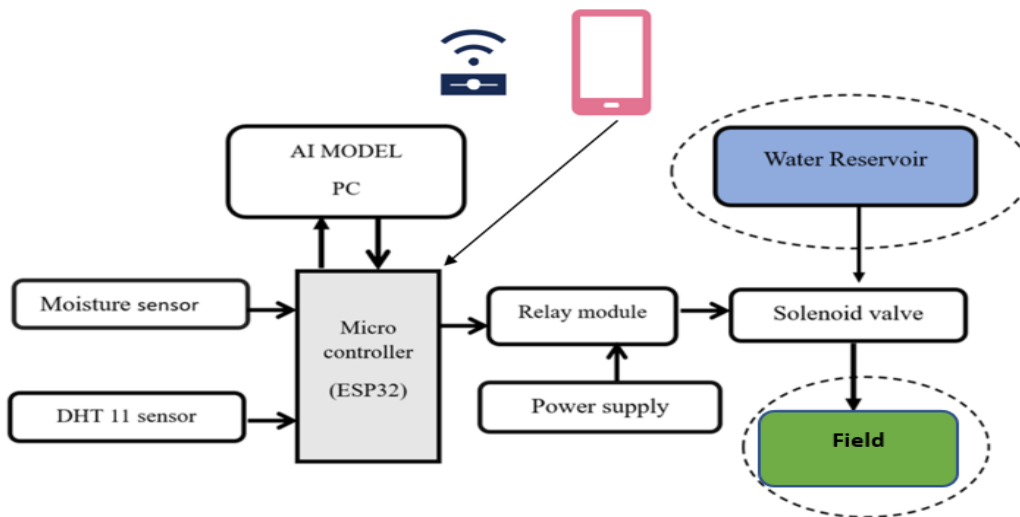 AI MODEL
PC
Water Reservoir
Moisture sensor
Micro
controller
(ESP32)
Relay module
Solenoid valve
DHT 11 sensor
Power supply
Field